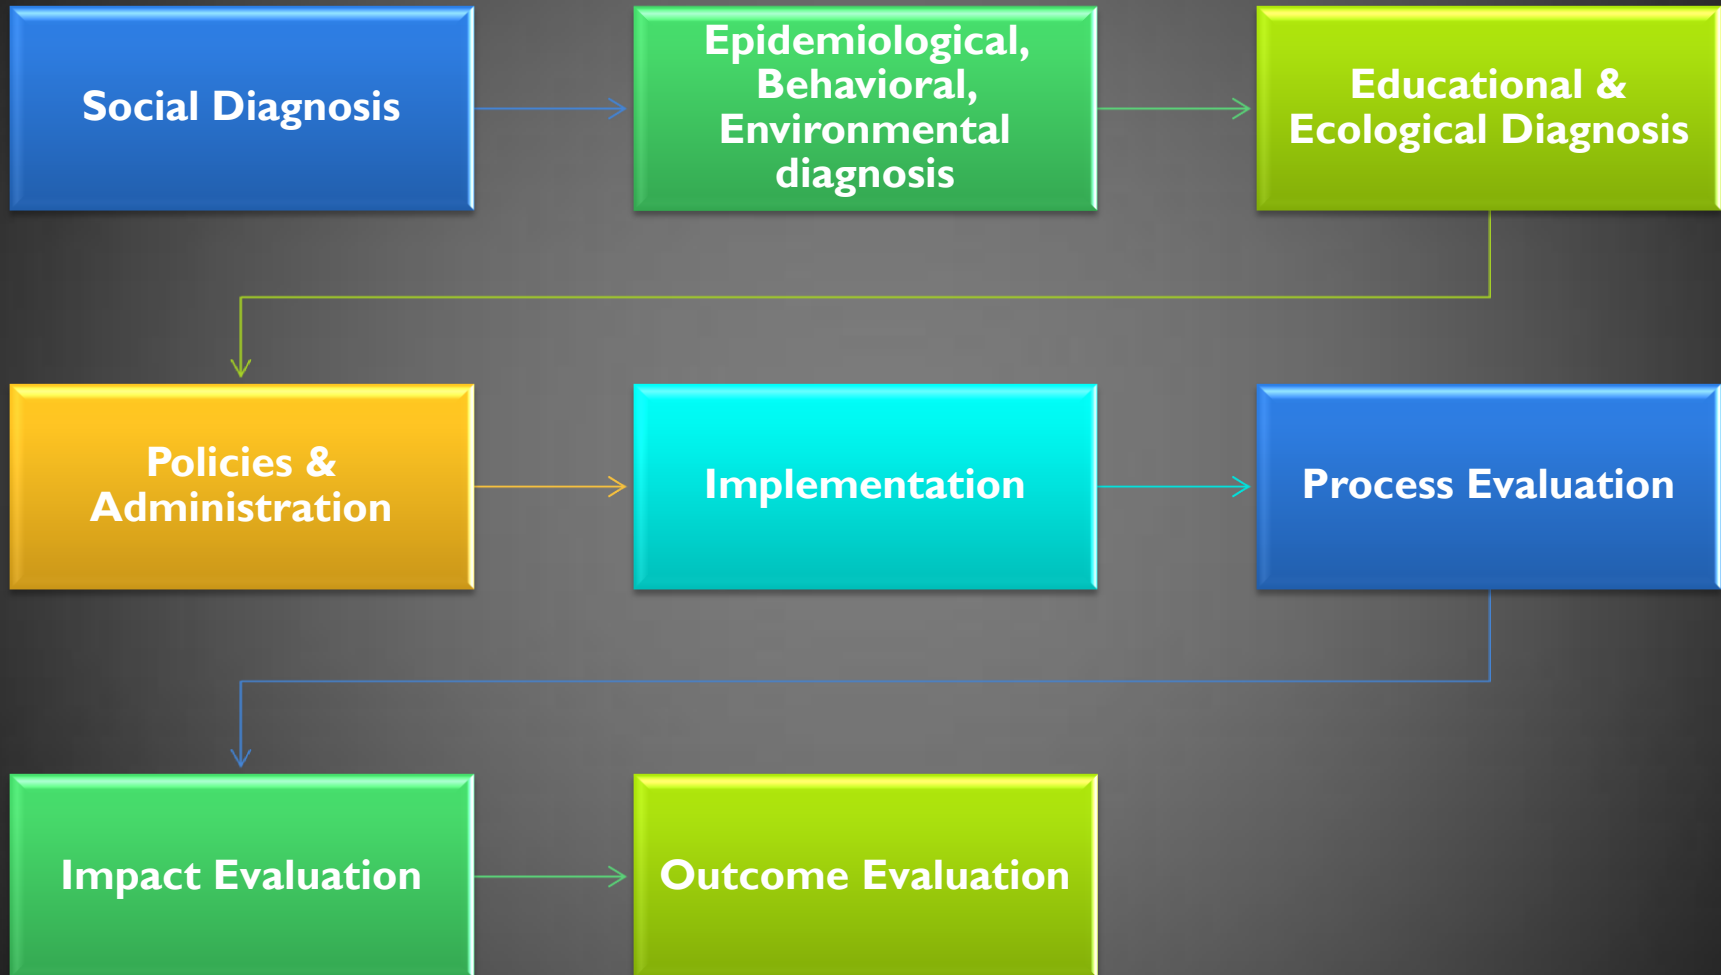 Social Diagnosis
Epidemiological,
Behavioral,
Environmental
diagnosis
Educational &
Ecological Diagnosis
Policies &
Administration
Implementation
Process Evaluation
Impact Evaluation
Outcome Evaluation